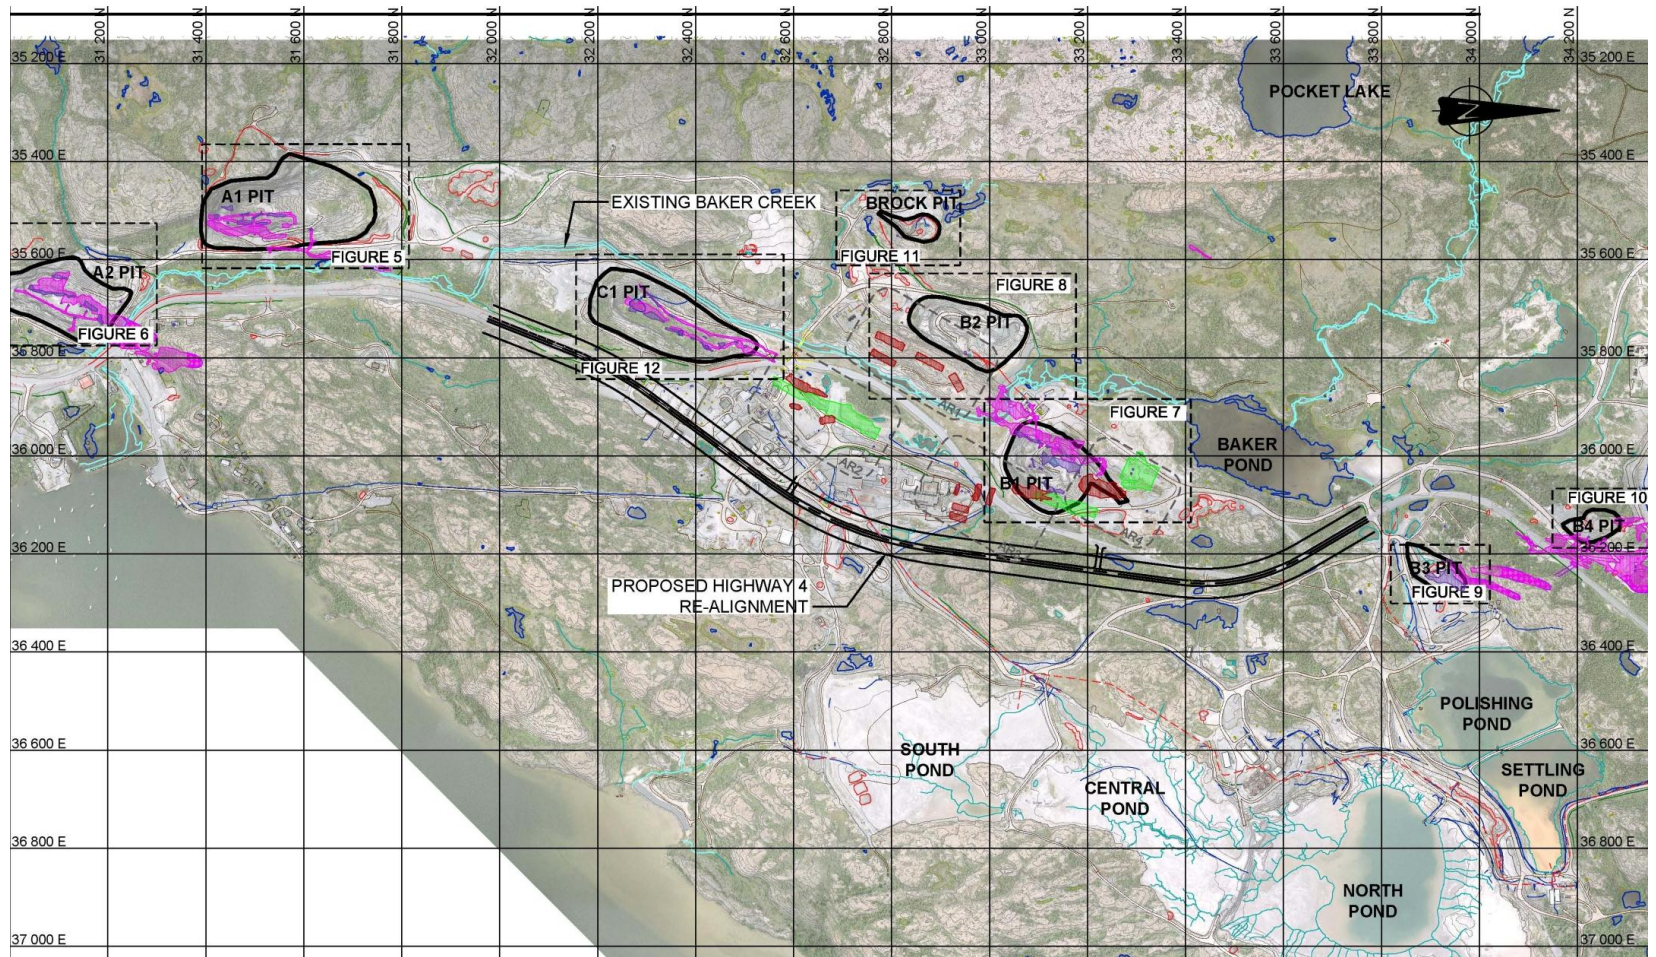 31 200 N
31 400 N
31 600 N
31 800 N
32 000 N
32 200 N
32 400 N
32 600 N
32 800 N
33 000 N
33 200 N
33 400 N
33 600 N
33 800 N
34 000 N
34 200 N
35 200 E
35 200 E
POCKET LAKE
N
35 400 E
35 400 E
A1 PIT
EXISTING BAKER CREEK
BROCK PIT
35 600 E
FIGURE 5
FIGURE 11
35 600 E
A2 PIT
C1 PIT
FIGURE 8
B2 PIT
FIGURE 6
35 800 E
FIGURE 12
35 800 E
AR1
FIGURE 7
36 000 E
BAKER
POND
36 000 E
AR2
B1 PIT
FIGURE 10
B4 PIT
AR4
36 200 E
36 200 E
PROPOSED HIGHWAY 4
RE-ALIGNMENT
B3 PIT
FIGURE 9
36 400 E
36 400 E
POLISHING
POND
36 600 E
SOUTH
POND
36 600 E
SETTLING
POND
CENTRAL
POND
36 800 E
36 800 E
NORTH
POND
37 000 E
37 000 E